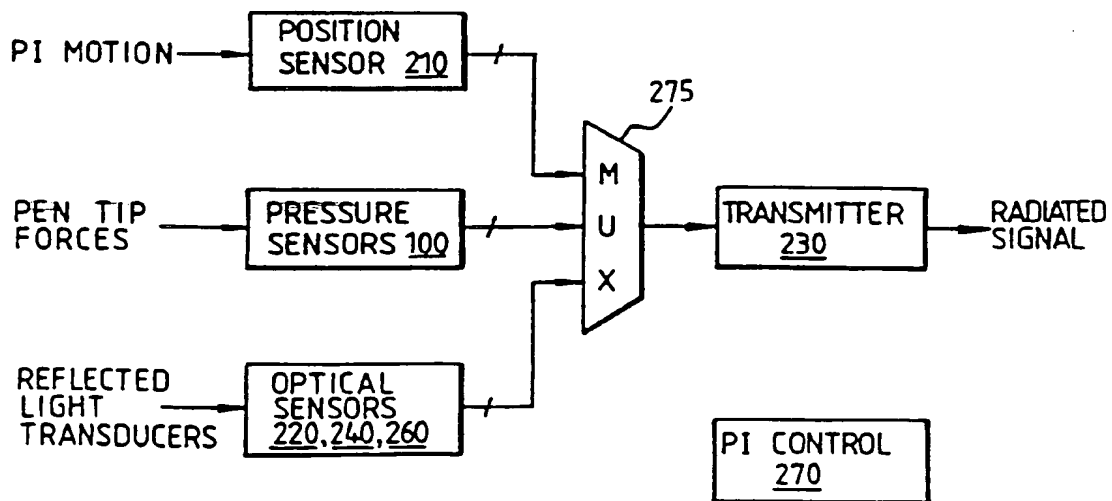 PI MOTION
POSITION
SENSOR 210
275
PEN TIP
FORCES
PRESSURE
SENSORS 100
M
U
X
TRANSMITTER
230
RADIATED
SIGNAL
REFLECTED
LIGHT
TRANSDUCERS
OPTICAL
SENSORS
220, 240, 260
PI CONTROL
270